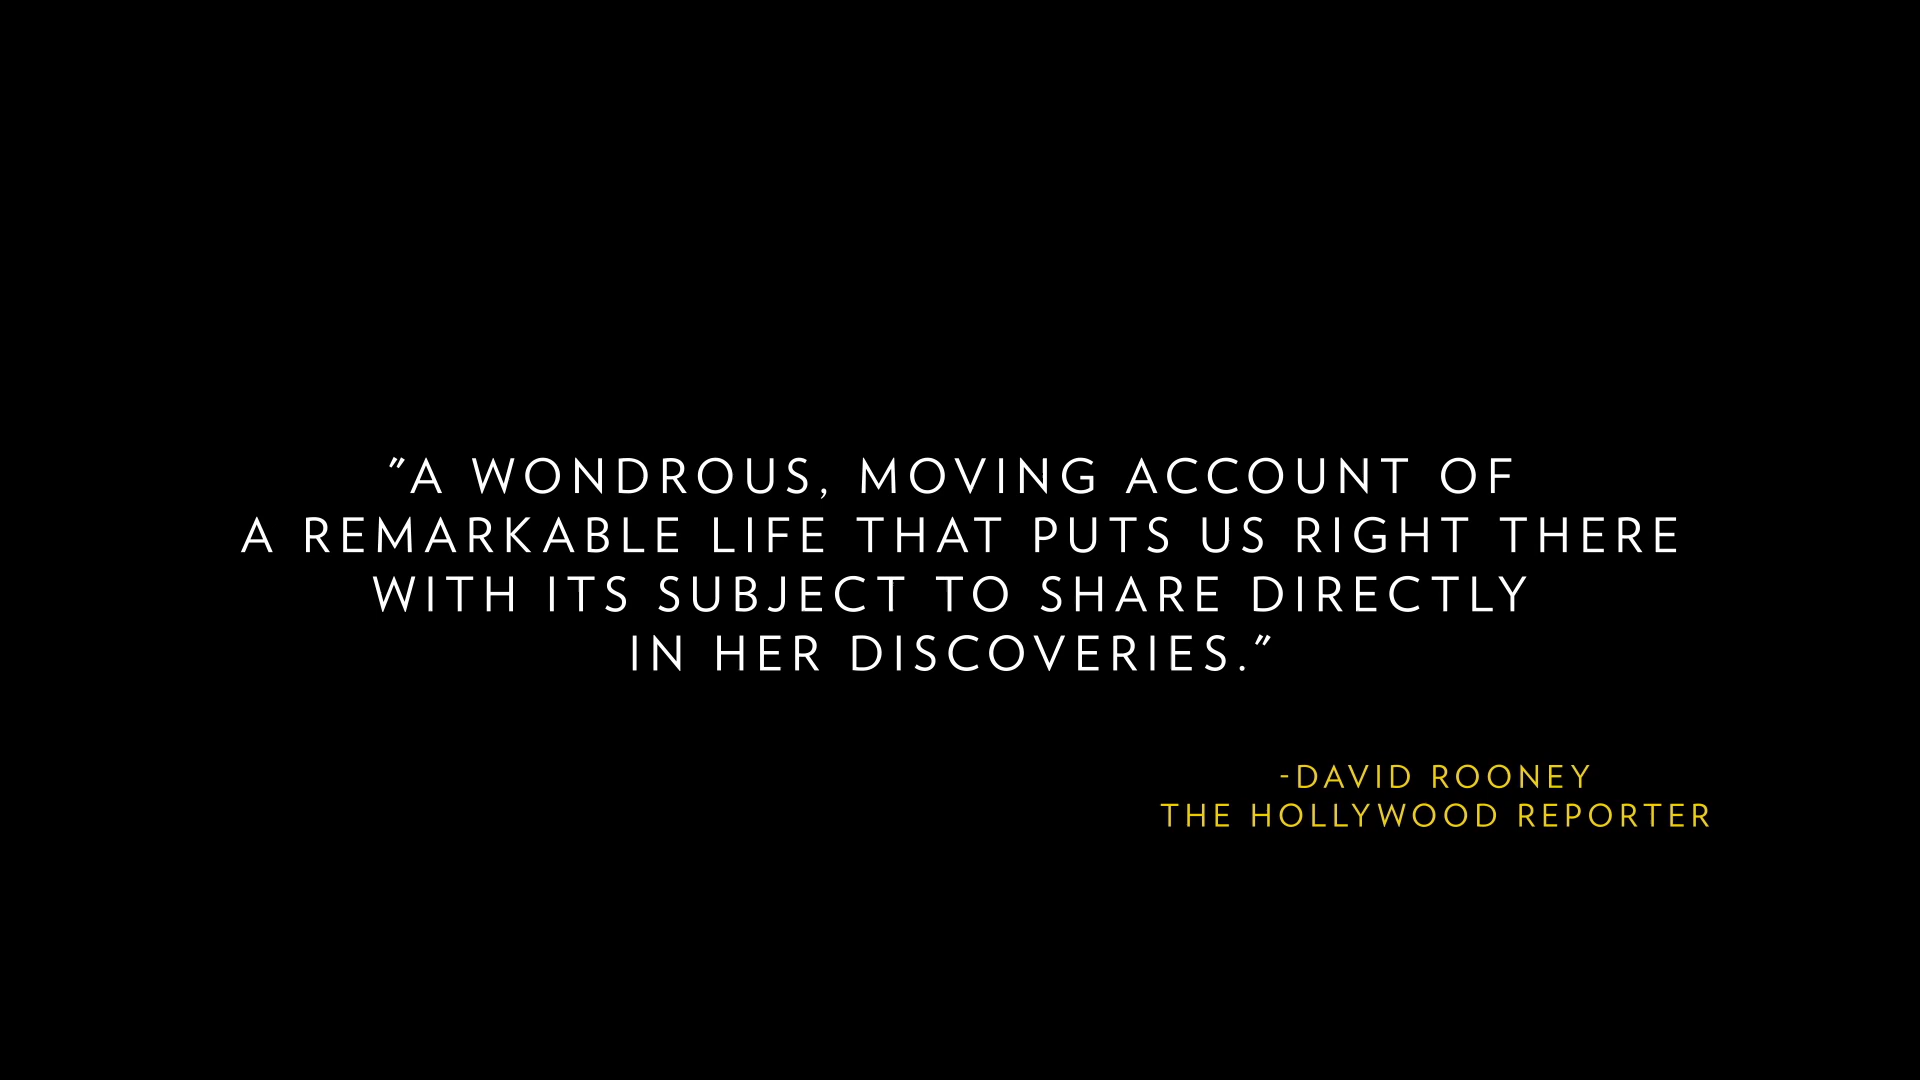 "A WONDROUS, MOVING ACCOUNT OF
A REMARKABLE LIFE THAT PUTS US RIGHT THERE
WITH ITS SUBJECT TO SHARE DIRECTLY
IN HER DISCOVERIES."
-DAVID ROONEY
THE HOLLYWOOD REPORTER